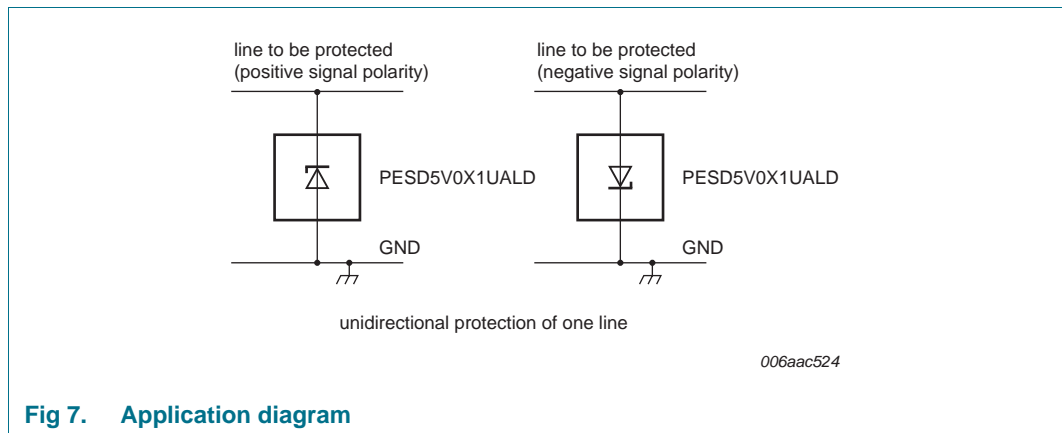 line to be protected
(positive signal polarity)
PESD5V0X1UALD
GND
line to be protected
(negative signal polarity)
PESD5V0X1UALD
GND
unidirectional protection of one line
006aac524
Fig 7. Application diagram